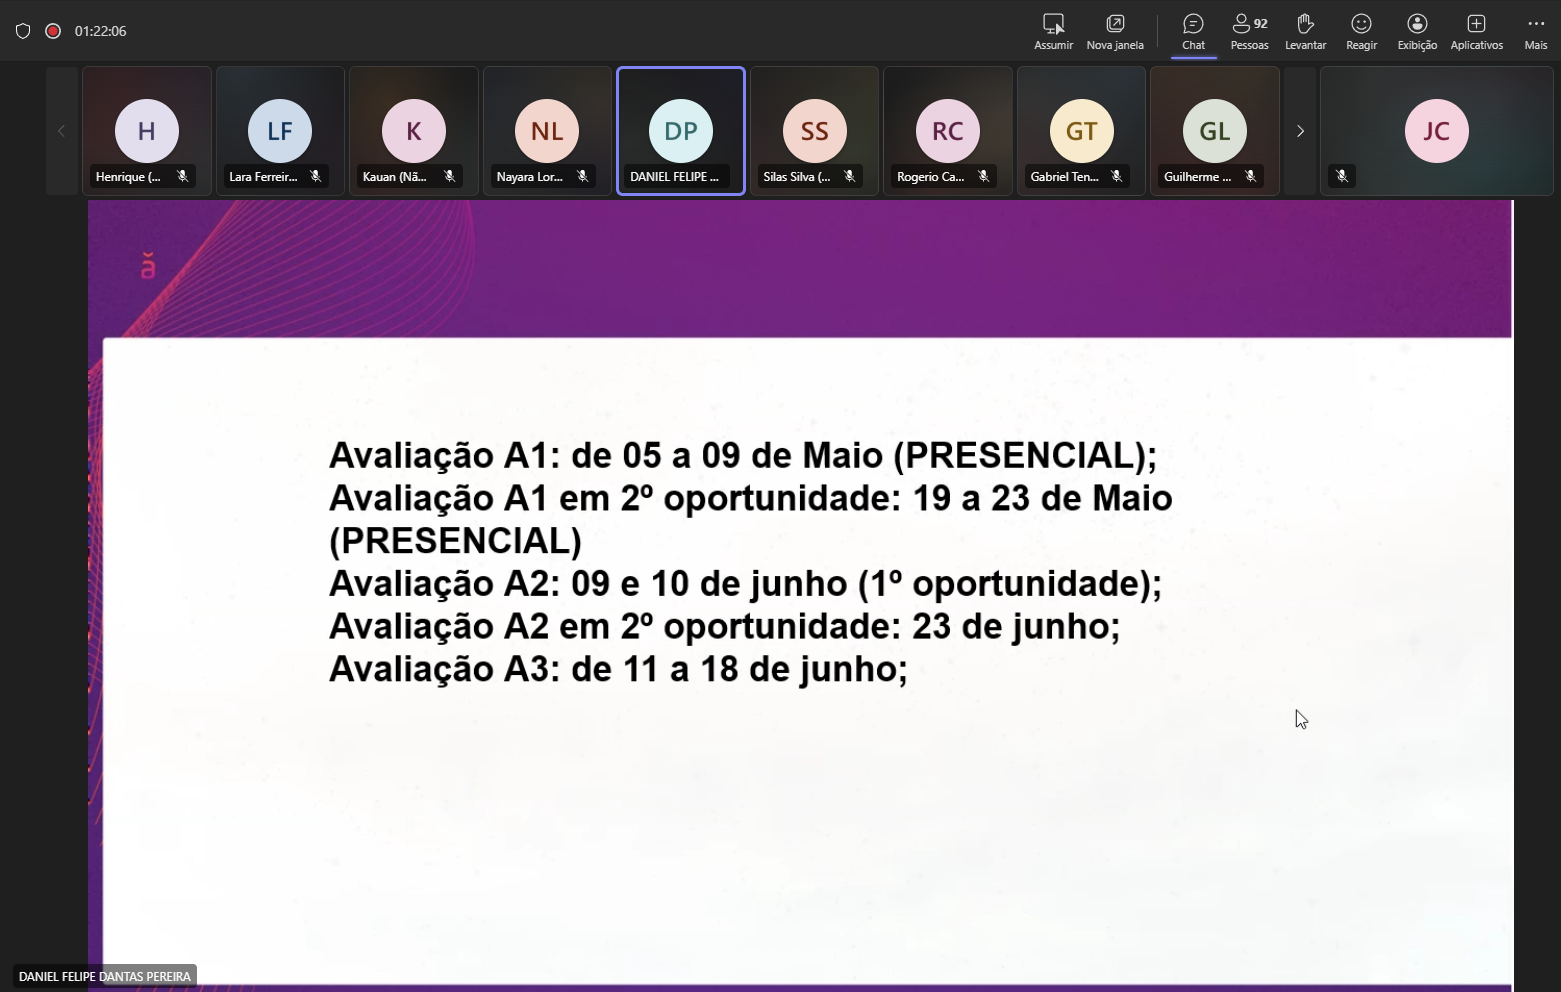 01:22:06
Assumir
Nova janela
Chat
92
Pessoas
Levantar
Reagir
Exibição
Aplicativos
Mais
H
LF
K
NL
DP
SS
RC
GT
GL
JC
Henrique (...
Lara Ferreir...
Kauan (Nã...
Nayara Lor...
DANIEL FELIPE ...
Silas Silva (...
Rogerio Ca...
Gabriel Ten...
Guilherme ...
ă
Avaliação A1: de 05 a 09 de Maio (PRESENCIAL);
Avaliação A1 em 2º oportunidade: 19 a 23 de Maio
(PRESENCIAL)
Avaliação A2: 09 e 10 de junho (1º oportunidade);
Avaliação A2 em 2º oportunidade: 23 de junho;
Avaliação A3: de 11 a 18 de junho;
DANIEL FELIPE DANTAS PEREIRA